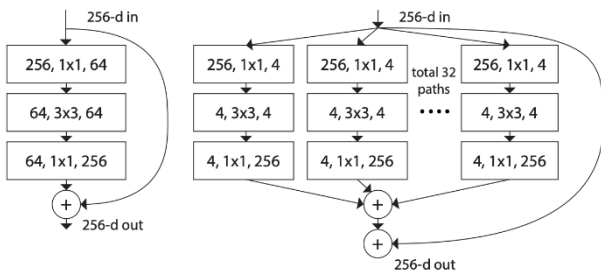 256-d in
256, 1x1, 64
64, 3x3, 64
64, 1x1, 256
+
256-d out
256-d in
256, 1x1, 4
256, 1x1, 4
256, 1x1, 4
total 32
paths
4, 3x3, 4
4, 3x3, 4
....
4, 3x3, 4
4, 1x1, 256
4, 1x1, 256
4, 1x1, 256
+
+
256-d out